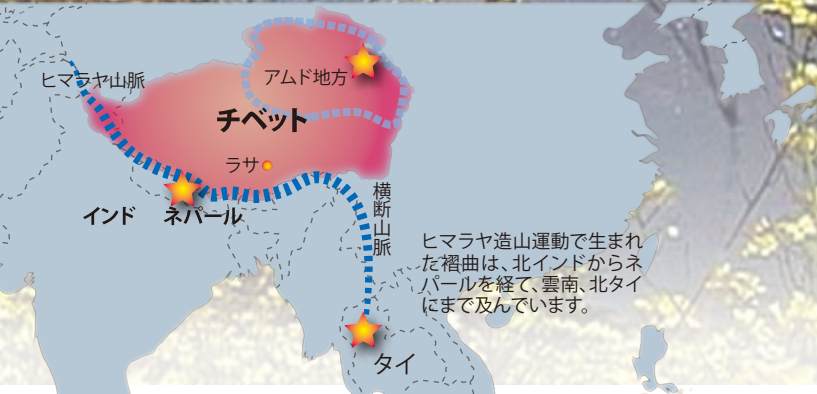 ヒマラヤ山脈
アムド地方
チベット
ラサ
インド
ネパール
横断山脈
ヒマラヤ造山運動で生まれ
た褶曲は、北インドからネ
パールを経て、雲南、北タイ
にまで及んでいます。
タイ